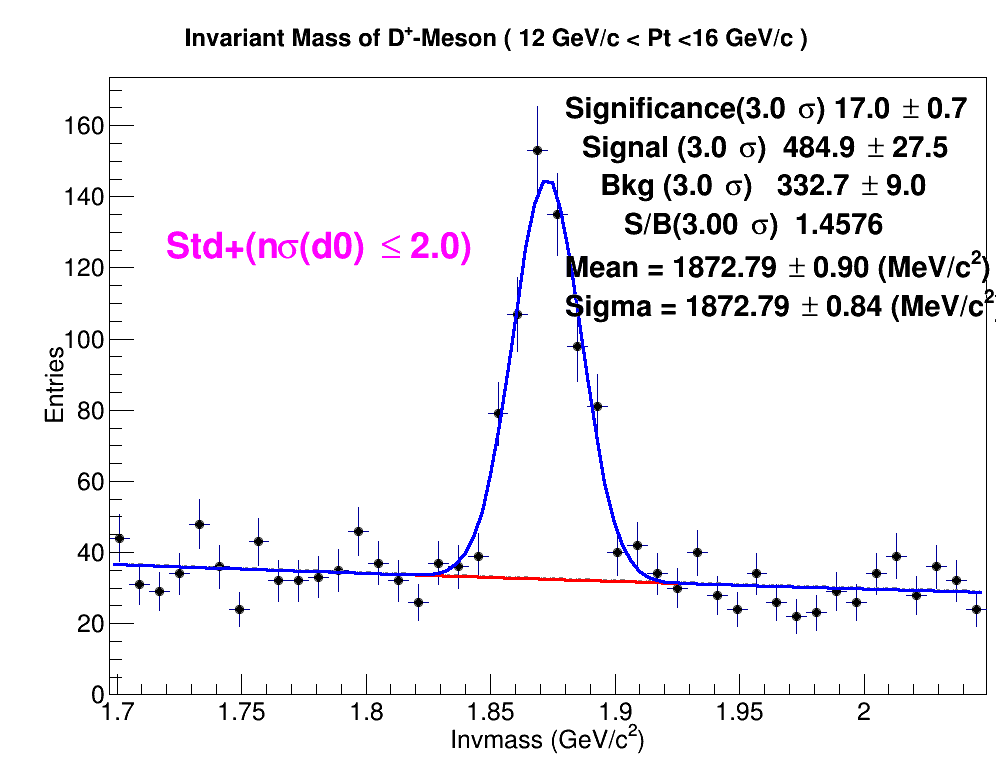 Invariant Mass of D⁺-Meson ( 12 GeV/c < Pt <16 GeV/c )
Significance(3.0 σ) 17.0 ± 0.7
Signal (3.0 σ) 484.9 ± 27.5
Bkg (3.0 σ) 332.7 ± 9.0
S/B(3.00 σ) 1.4576
Mean = 1872.79 ± 0.90 (MeV/c²)
Sigma = 1872.79 ± 0.84 (MeV/c²)
Std+(nσ(d0) ≤ 2.0)
Entries
160
140
120
100
80
60
40
20
0
1.7 1.75 1.8 1.85 1.9 1.95 2
Invmass (GeV/c²)